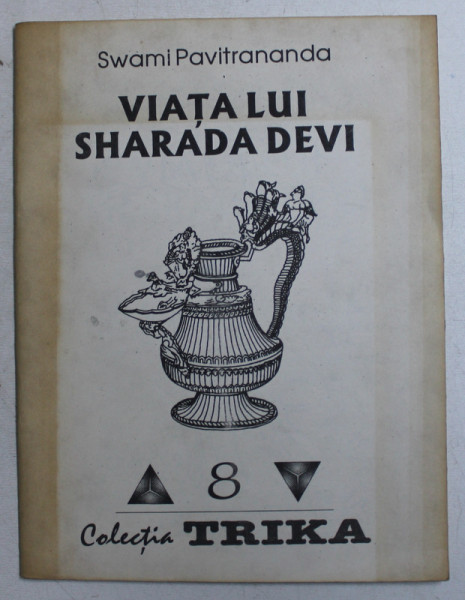 Swami Pavitrananda
VIAȚA LUI
SHARADA DEVI
8
Colecția TRIKA